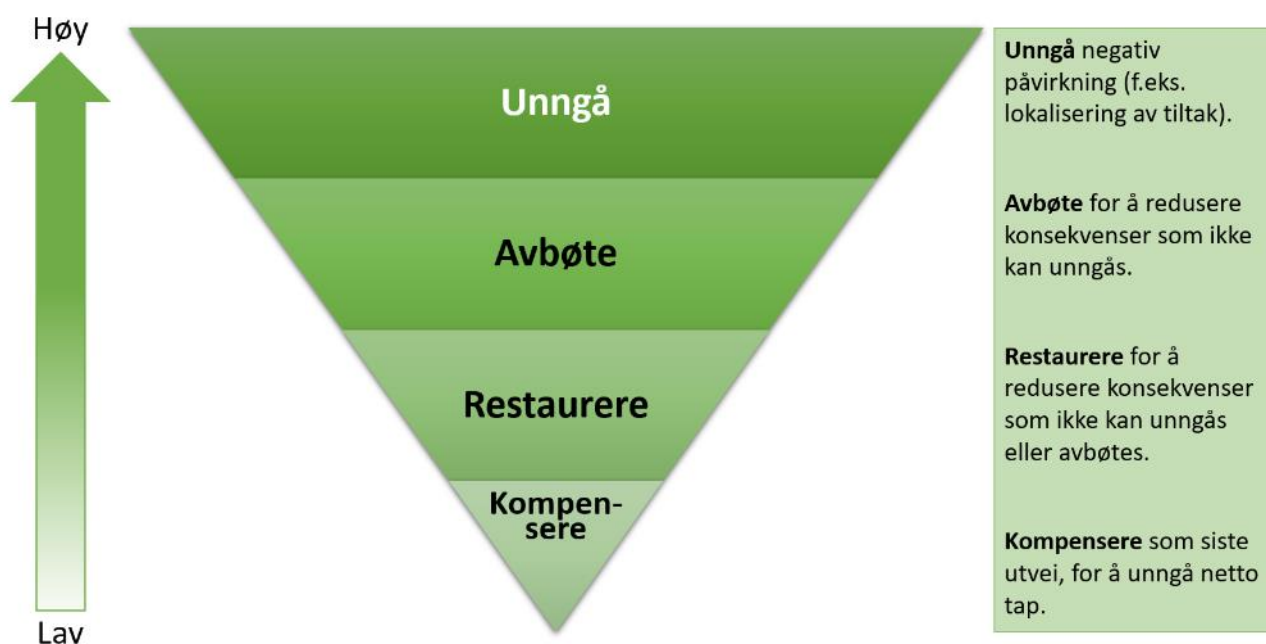 Høy
Unngå
Avbøte
Restaurere
Kompen-
sere
Lav
Unngå negativ
påvirkning (f.eks.
lokalisering av tiltak).
Avbøte for å redusere
konsekvenser som ikke
kan unngås.
Restaurere for å
redusere konsekvenser
som ikke kan unngås
eller avbøtes.
Kompensere som siste
utvei, for å unngå netto
tap.